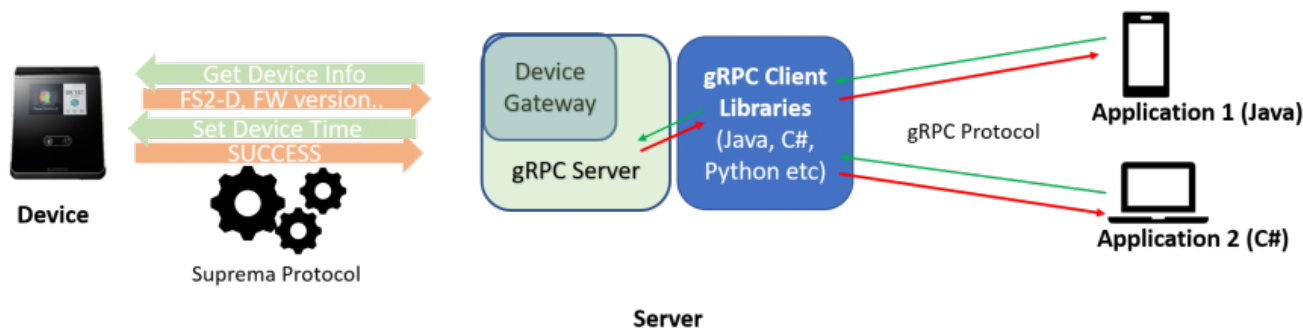 Get Device Info
FS2-D, FW version..
Set Device Time
SUCCESS
Device
Suprema Protocol
Device
Gateway
gRPC Server
gRPC Client
Libraries
(Java, C#,
Python etc)
gRPC Protocol
Application 1 (Java)
Application 2 (C#)
Server